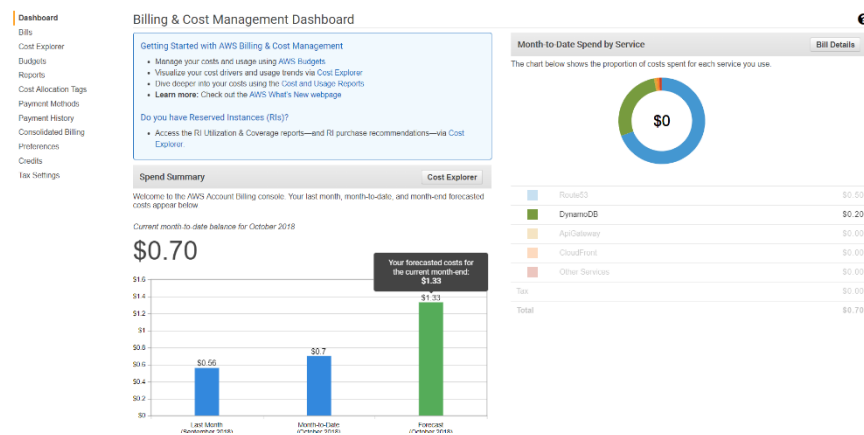 Dashboard
Bills
Cost Explorer
Budgets
Reports
Cost Allocation Tags
Payment Methods
Payment History
Consolidated Billing
Preferences
Credits
Tax Settings
Billing & Cost Management Dashboard
Getting Started with AWS Billing & Cost Management
• Manage your costs and usage using AWS Budgets
• Visualize your cost drivers and usage trends via Cost Explorer
• Dive deeper into your costs using the Cost and Usage Reports
• Learn more: Check out the AWS What's New webpage
Do you have Reserved Instances (RIs)?
• Access the RI Utilization & Coverage reports—and RI purchase recommendations—via Cost
Explorer.
Spend Summary
Cost Explorer
Welcome to the AWS Account Billing console. Your last month, month-to-date, and month-end forecasted
costs appear below.
Current month-to-date balance for October 2018
$0.70
Your forecasted costs for
the current month-end:
$1.33
$1.6
$1.4
$1.2
$1
$0.8
$0.6
$0.4
$0.2
$0
$0.56
$0.7
$1.33
Last Month
(September 2018)
Month-to-Date
(October 2018)
Forecast
(October 2018)
Month-to-Date Spend by Service
Bill Details
The chart below shows the proportion of costs spent for each service you use.
$0
Route53 $0.50
DynamoDB $0.20
ApiGateway $0.00
CloudFront $0.00
Other Services $0.00
Tax $0.00
Total $0.70